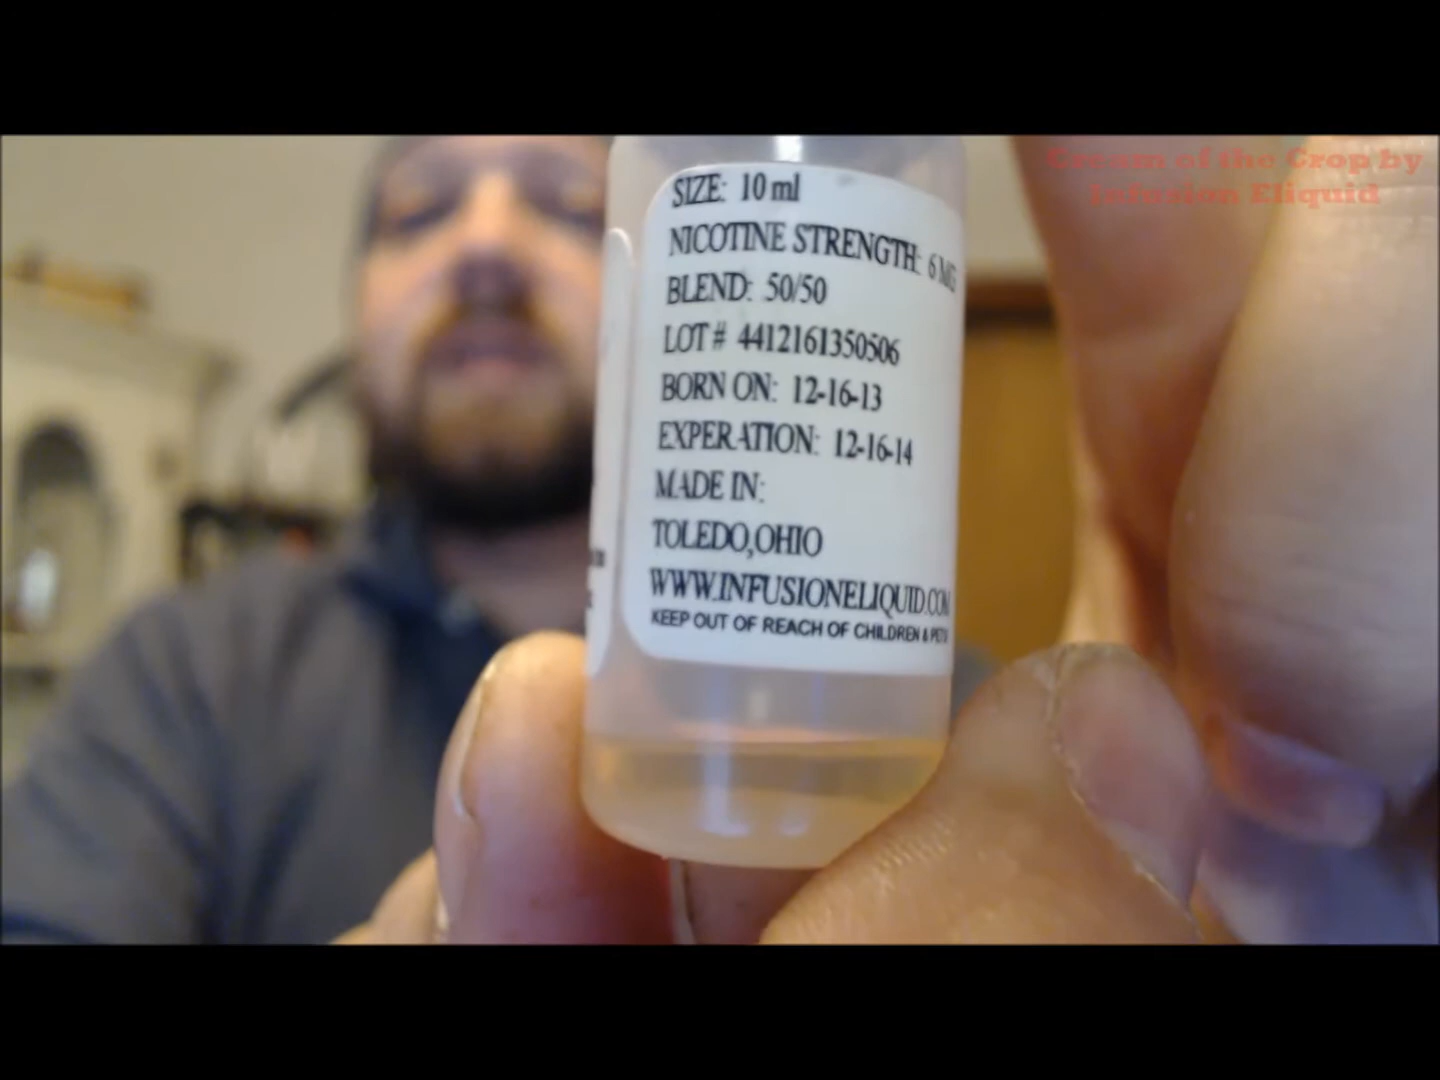 Cream of the Crop by
Infusion Eliquid
SIZE: 10 ml
NICOTINE STRENGTH: 6 MG
BLEND: 50/50
LOT # 4412161350506
BORN ON: 12-16-13
EXPERATION: 12-16-14
MADE IN:
TOLEDO,OHIO
WWW.INFUSIONELIQUID.COM
KEEP OUT OF REACH OF CHILDREN &